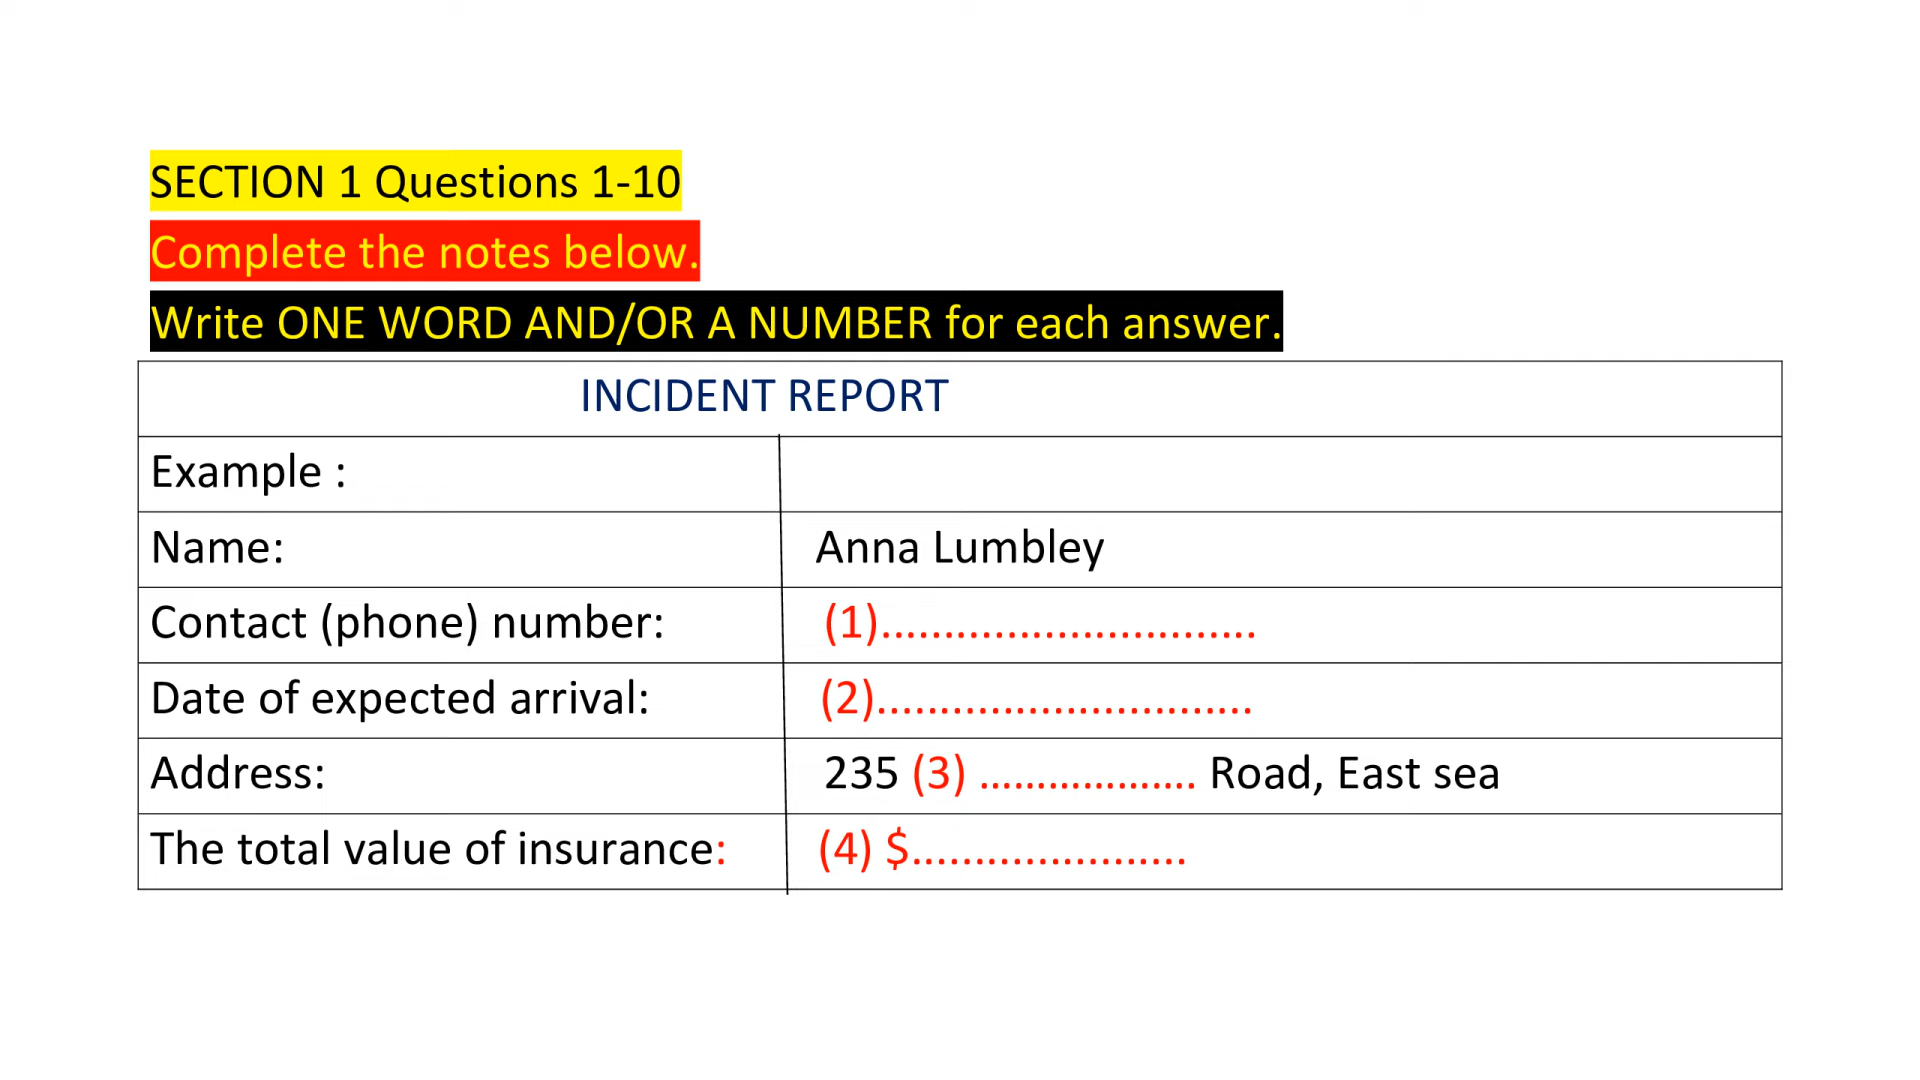 SECTION 1 Questions 1-10
Complete the notes below.
Write ONE WORD AND/OR A NUMBER for each answer.
INCIDENT REPORT
Example :
Name: Anna Lumbley
Contact (phone) number: (1)..............................
Date of expected arrival: (2)..............................
Address: 235 (3) ................... Road, East sea
The total value of insurance: (4) $......................